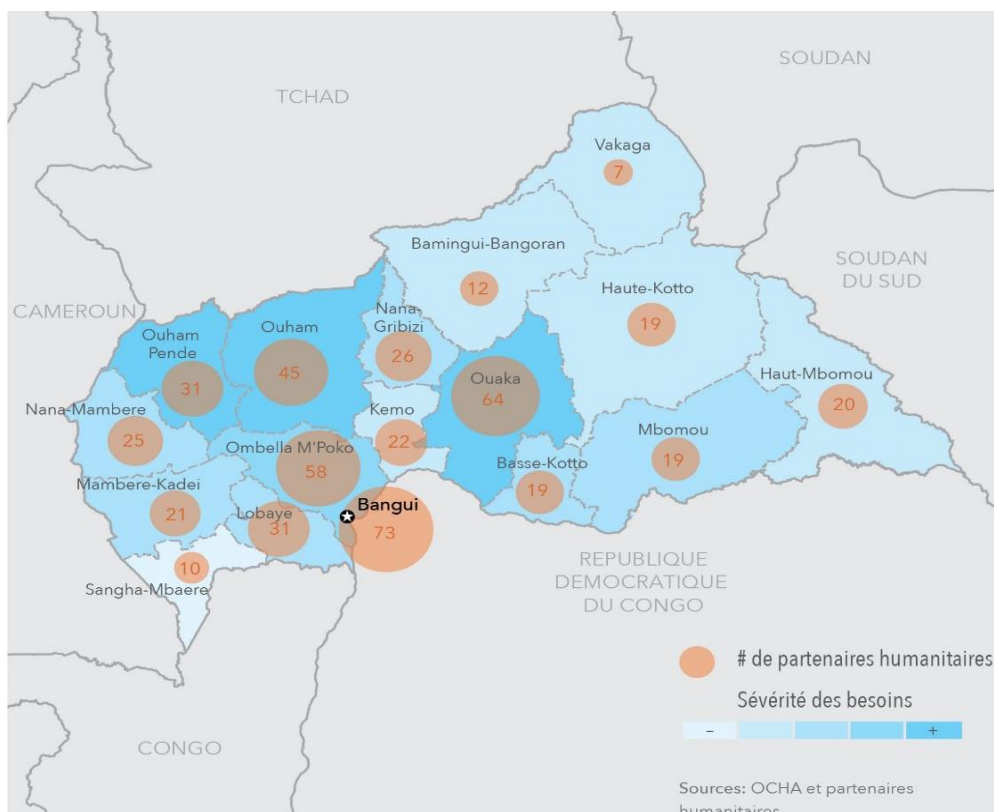 SOUDAN
TCHAD
Vakaga
7
Bamingui-Bangoran
12
SOUDAN
DU SUD
CAMEROUN
Haute-Kotto
19
Nana-
Gribizi
26
Ouham
45
Ouham
Pende
31
Ouaka
64
Haut-Mbomou
20
Nana-Mambere
25
Kemo
22
Ombella M'Poko
58
Mbomou
19
Basse-Kotto
19
Mambere-Kadei
21
Lobaye
31
Bangui
73
Sangha-Mbaere
10
REPUBLIQUE
DEMOCRATIQUE
DU CONGO
CONGO
# de partenaires humanitaires
Sévérité des besoins
– +
Sources: OCHA et partenaires
humanitaires